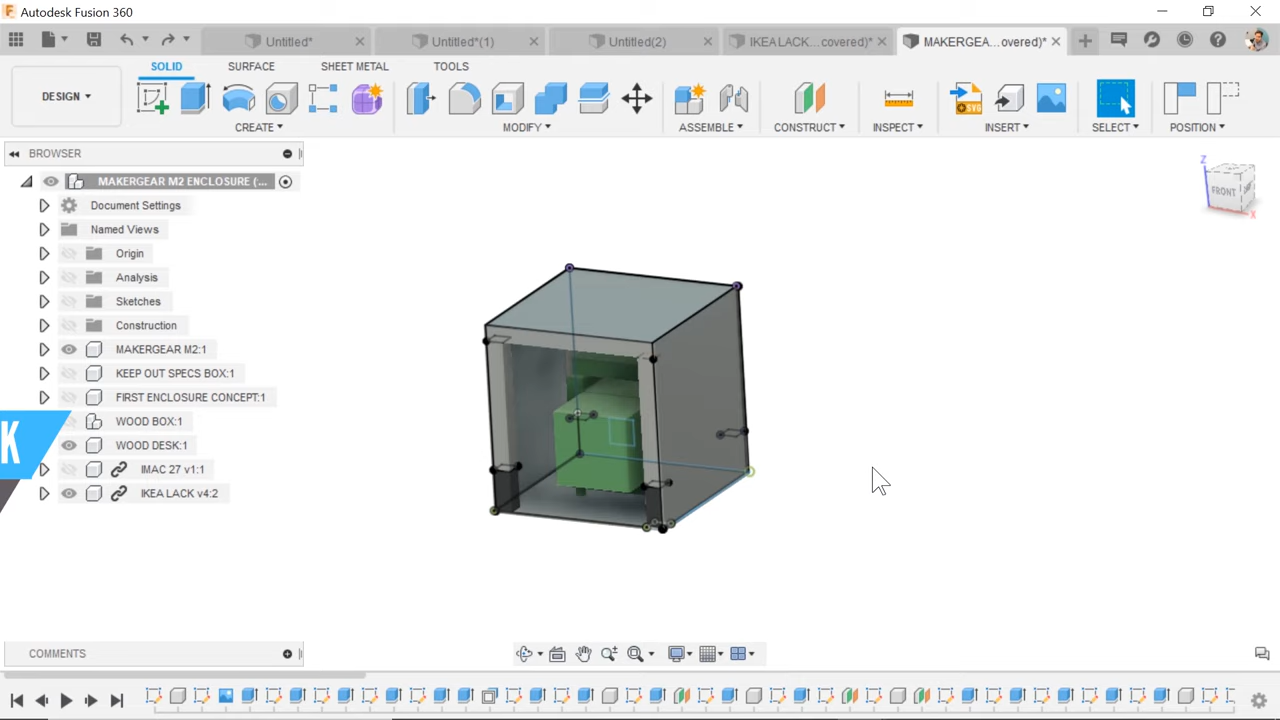 Autodesk Fusion 360
Untitled*
Untitled*(1)
Untitled(2)
IKEA LACK...covered)*
MAKERGEA...overed)*
SOLID
SURFACE
SHEET METAL
TOOLS
DESIGN
CREATE
MODIFY
ASSEMBLE
CONSTRUCT
INSPECT
INSERT
SELECT
POSITION
SVG
BROWSER
MAKERGEAR M2 ENCLOSURE (...
Document Settings
Named Views
Origin
Analysis
Sketches
Construction
MAKERGEAR M2:1
KEEP OUT SPECS BOX:1
FIRST ENCLOSURE CONCEPT:1
WOOD BOX:1
WOOD DESK:1
IMAC 27 v1:1
IKEA LACK v4:2
K
Z
FRONT
X
COMMENTS